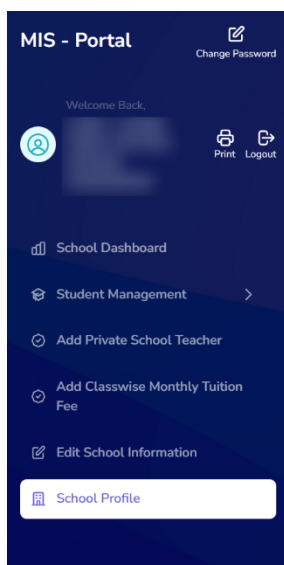 MIS - Portal
Change Password
Welcome Back,
Print Logout
School Dashboard
Student Management
Add Private School Teacher
Add Classwise Monthly Tuition
Fee
Edit School Information
School Profile